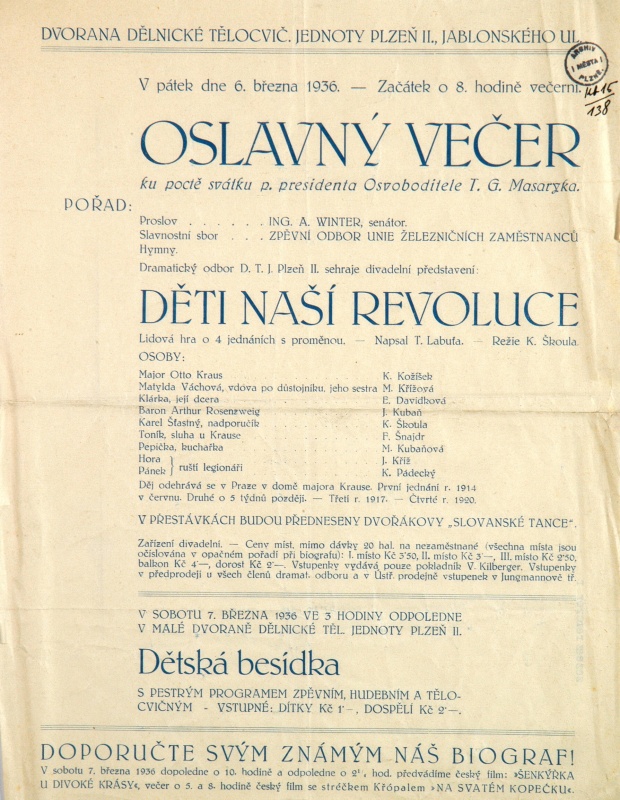 DVORANA DĚLNICKÉ TĚLOCVIČ. JEDNOTY PLZEŇ II., JABLONSKÉHO UL.
ARCHIV MĚSTA PLZNĚ
V pátek dne 6. března 1936. — Začátek o 8. hodině večerní.
138
OSLAVNÝ VEČER
ku poctě svátku p. presidenta Osvoboditele T. G. Masaryka.
POŘAD:
Proslov . . . . . . ING. A. WINTER, senátor.
Slavnostní sbor . . . ZPĚVNÍ ODBOR UNIE ŽELEZNIČNÍCH ZAMĚSTNANCŮ
Hymny.
Dramatický odbor D. T. J. Plzeň II. sehraje divadelní představení:
DĚTI NAŠÍ REVOLUCE
Lidová hra o 4 jednáních s proměnou. — Napsal T. Labuťa. — Režie K. Škoula.
OSOBY:
Major Otto Kraus K. Kožíšek
Matylda Váchová, vdova po důstojníku, jeho sestra M. Křížová
Klárka, její dcera E. Davidková
Baron Arthur Rosenzweig J. Kubaň
Karel Šťastný, nadporučík K. Škoula
Toník, sluha u Krause F. Šnajdr
Pepička, kuchařka M. Kubaňová
Hora } ruští legionáři J. Kříž
Pánek K. Pádecký
Děj odehrává se v Praze v domě majora Krause. První jednání r. 1914
v červnu. Druhé o 5 týdnů později. — Třetí r. 1917. — Čtvrté r. 1920.
V PŘESTÁVKÁCH BUDOU PŘEDNESENY DVOŘÁKOVY „SLOVANSKÉ TANCE".
Zařízení divadelní. — Ceny míst, mimo dávky 20 hal. na nezaměstnané (všechna místa jsou
očíslována v opačném pořadí při biografu): I. místo Kč 3'50, II. místo Kč 3'—, III. místo Kč 2'50,
balkon Kč 4'—, dorost Kč 2'—. Vstupenky vydává pouze pokladník V. Kilberger. Vstupenky
v předprodeji u všech členů dramat. odboru a v Ústř. prodejně vstupenek v Jungmannově tř.
V SOBOTU 7. BŘEZNA 1936 VE 3 HODINY ODPOLEDNE
V MALÉ DVORANĚ DĚLNICKÉ TĚL. JEDNOTY PLZEŇ II.
Dětská besídka
S PESTRÝM PROGRAMEM ZPĚVNÍM, HUDEBNÍM A TĚLO-
CVIČNÝM - VSTUPNÉ: DÍTKY Kč 1'—, DOSPĚLÍ Kč 2'—.
DOPORUČTE SVÝM ZNÁMÝM NÁŠ BIOGRAF!
V sobotu 7. března 1936 dopoledne o 10. hodině a odpoledne o 2¹, hod. předvádíme český film: »ŠENKÝŘKA
U DIVOKÉ KRÁSY«, večer o 5. a 8. hodině český film se stréčkem Křópalem »NA SVATÉM KOPEČKU«.